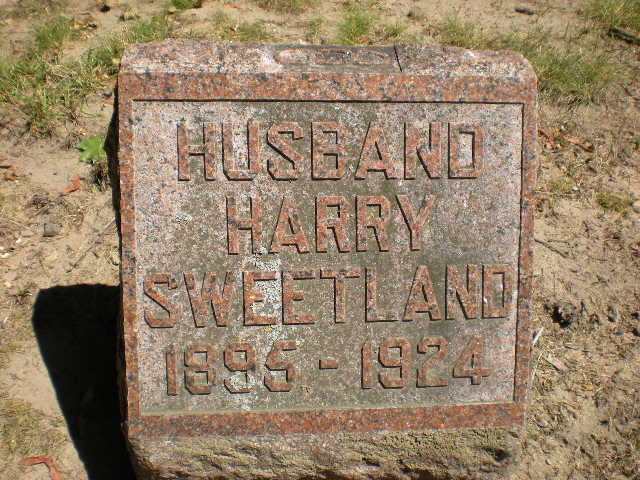 HUSBAND
HARRY
SWEETLAND
1895 - 1924